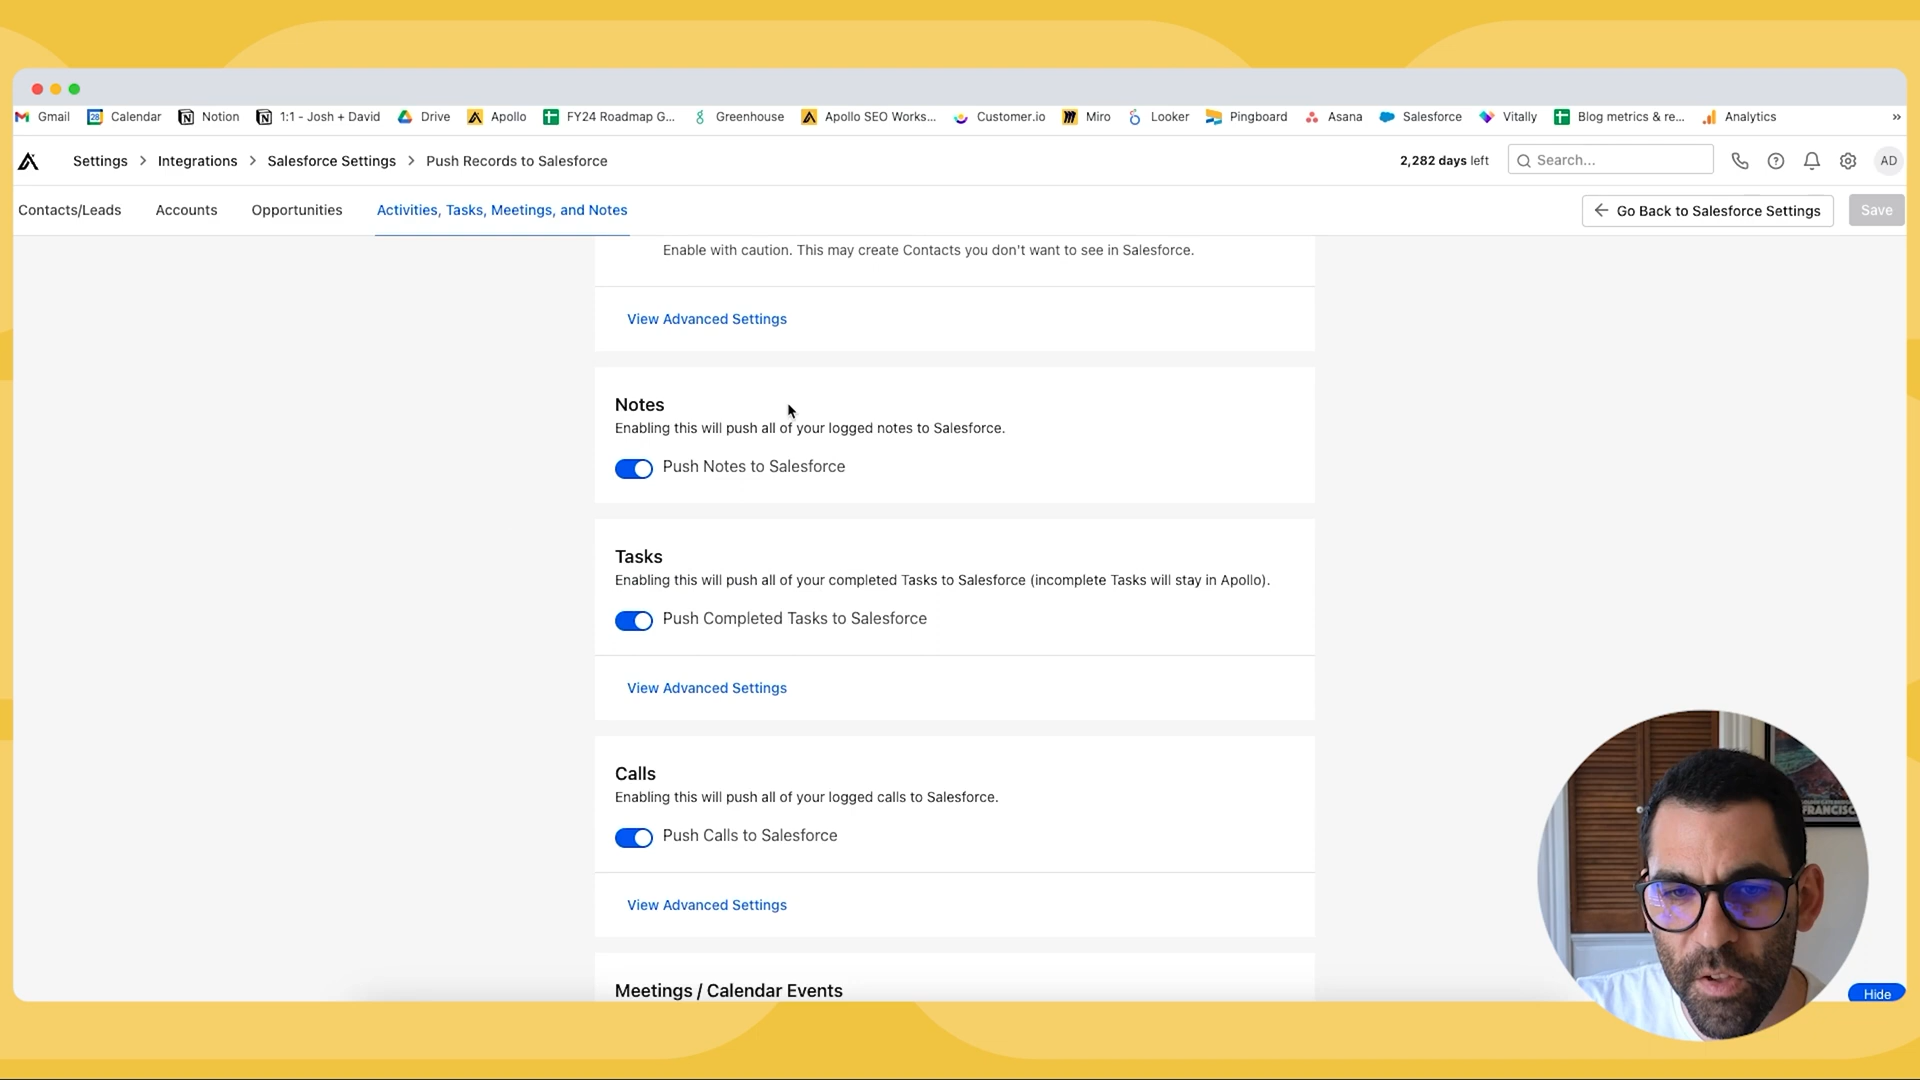 Gmail Calendar Notion 1:1 - Josh + David Drive Apollo FY24 Roadmap G... Greenhouse Apollo SEO Works... Customer.io Miro Looker Pingboard Asana Salesforce Vitally Blog metrics & re... Analytics »
Settings > Integrations > Salesforce Settings > Push Records to Salesforce 2,282 days left Search... AD
Contacts/Leads Accounts Opportunities Activities, Tasks, Meetings, and Notes Go Back to Salesforce Settings Save
Enable with caution. This may create Contacts you don't want to see in Salesforce.
View Advanced Settings
Notes
Enabling this will push all of your logged notes to Salesforce.
Push Notes to Salesforce
Tasks
Enabling this will push all of your completed Tasks to Salesforce (incomplete Tasks will stay in Apollo).
Push Completed Tasks to Salesforce
View Advanced Settings
Calls
Enabling this will push all of your logged calls to Salesforce.
Push Calls to Salesforce
FRANCISC
View Advanced Settings
Meetings / Calendar Events
Hide